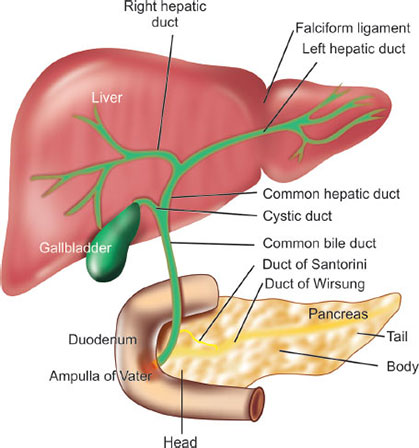 Right hepatic
duct
Falciform ligament
Left hepatic duct
Liver
Common hepatic duct
Cystic duct
Gallbladder
Common bile duct
Duct of Santorini
Duct of Wirsung
Pancreas
Duodenum
Tail
Body
Ampulla of Vater
Head